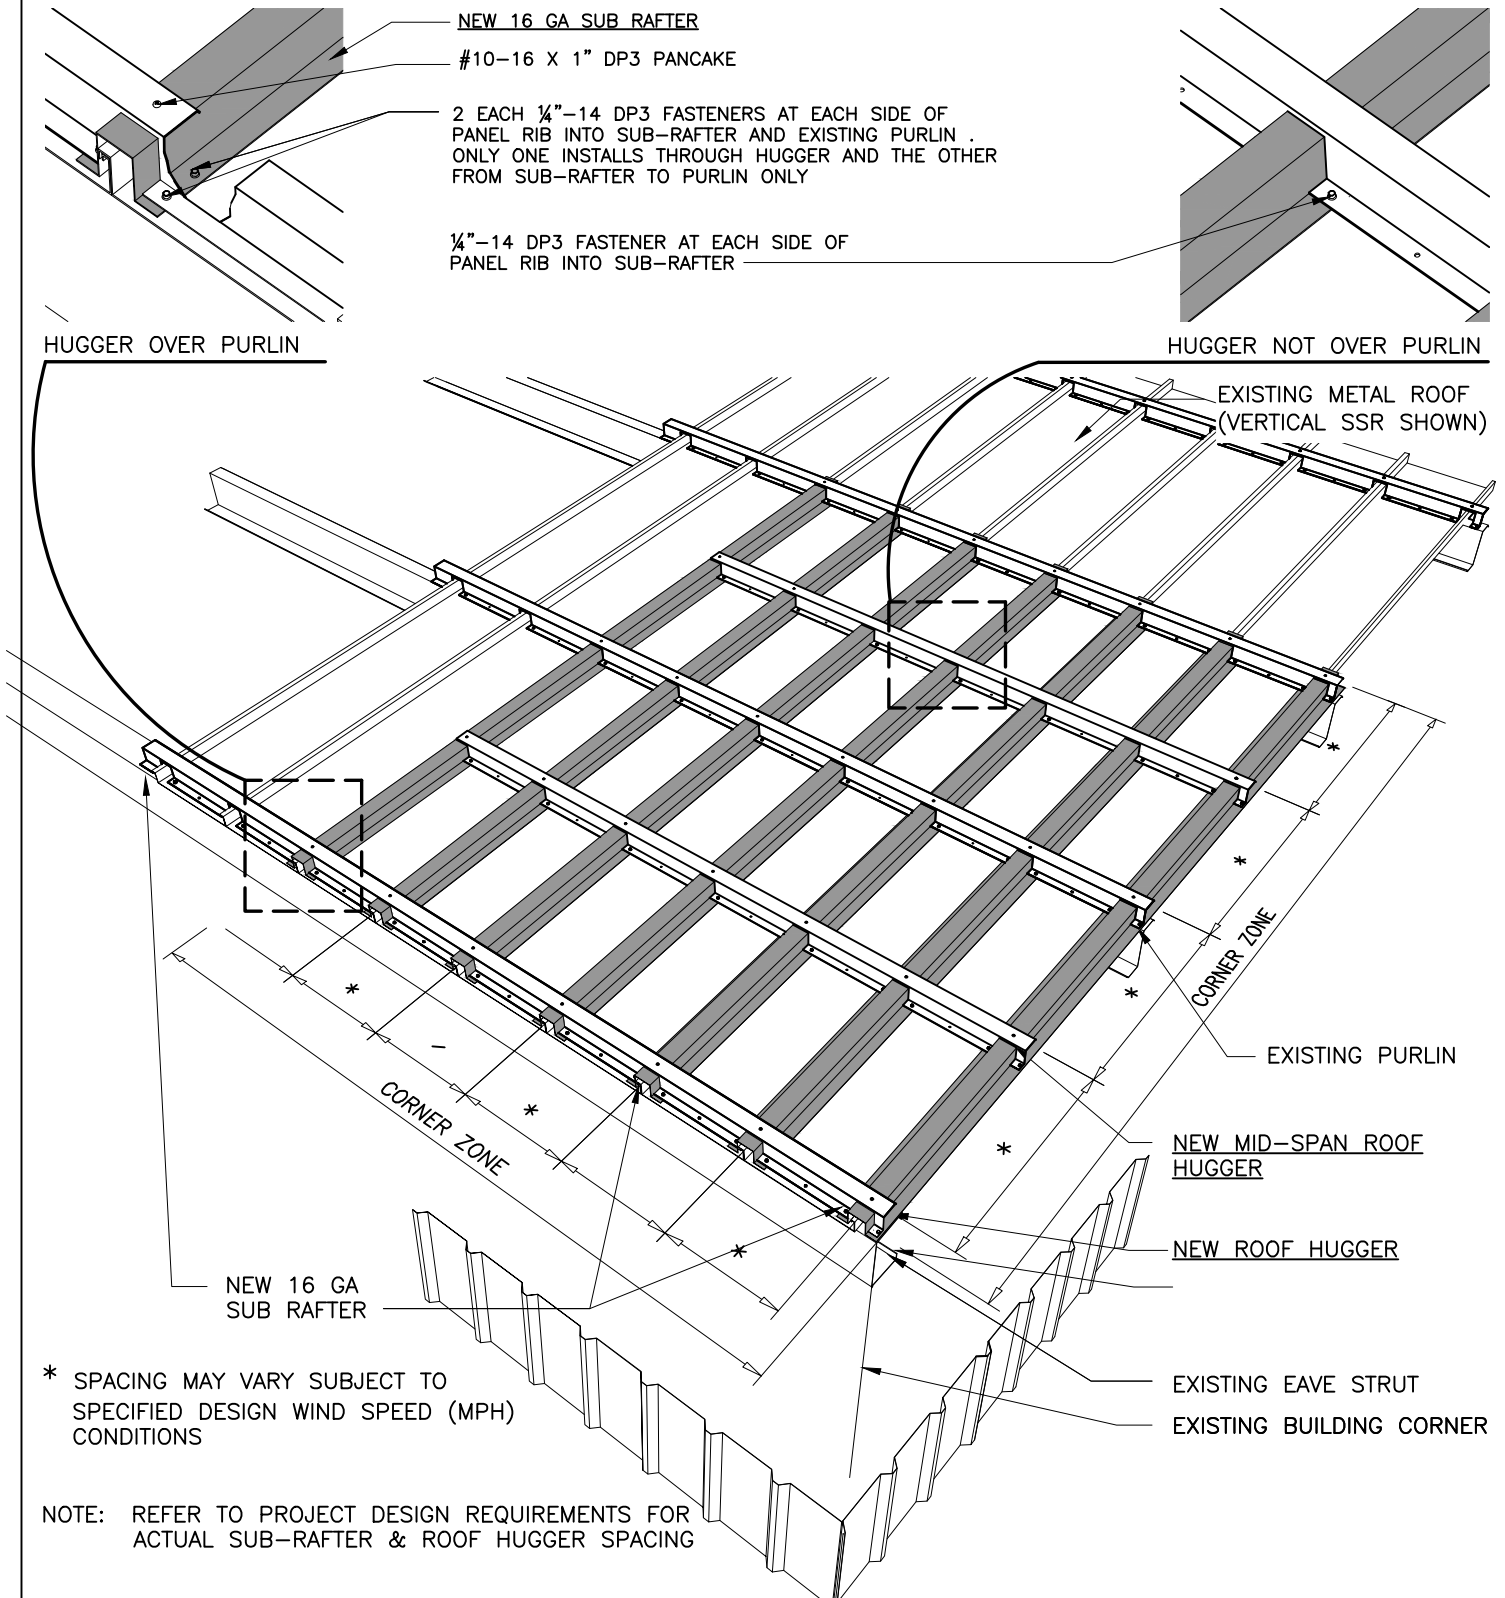 NEW 16 GA SUB RAFTER
#10-16 X 1" DP3 PANCAKE
2 EACH ¼"-14 DP3 FASTENERS AT EACH SIDE OF
PANEL RIB INTO SUB-RAFTER AND EXISTING PURLIN .
ONLY ONE INSTALLS THROUGH HUGGER AND THE OTHER
FROM SUB-RAFTER TO PURLIN ONLY
¼"-14 DP3 FASTENER AT EACH SIDE OF
PANEL RIB INTO SUB-RAFTER
HUGGER OVER PURLIN
HUGGER NOT OVER PURLIN
EXISTING METAL ROOF
(VERTICAL SSR SHOWN)
*
*
CORNER ZONE
*
*
*
*
*
CORNER ZONE
EXISTING PURLIN
NEW MID-SPAN ROOF
HUGGER
NEW ROOF HUGGER
NEW 16 GA
SUB RAFTER
EXISTING EAVE STRUT
EXISTING BUILDING CORNER
* SPACING MAY VARY SUBJECT TO
SPECIFIED DESIGN WIND SPEED (MPH)
CONDITIONS
NOTE: REFER TO PROJECT DESIGN REQUIREMENTS FOR
ACTUAL SUB-RAFTER & ROOF HUGGER SPACING